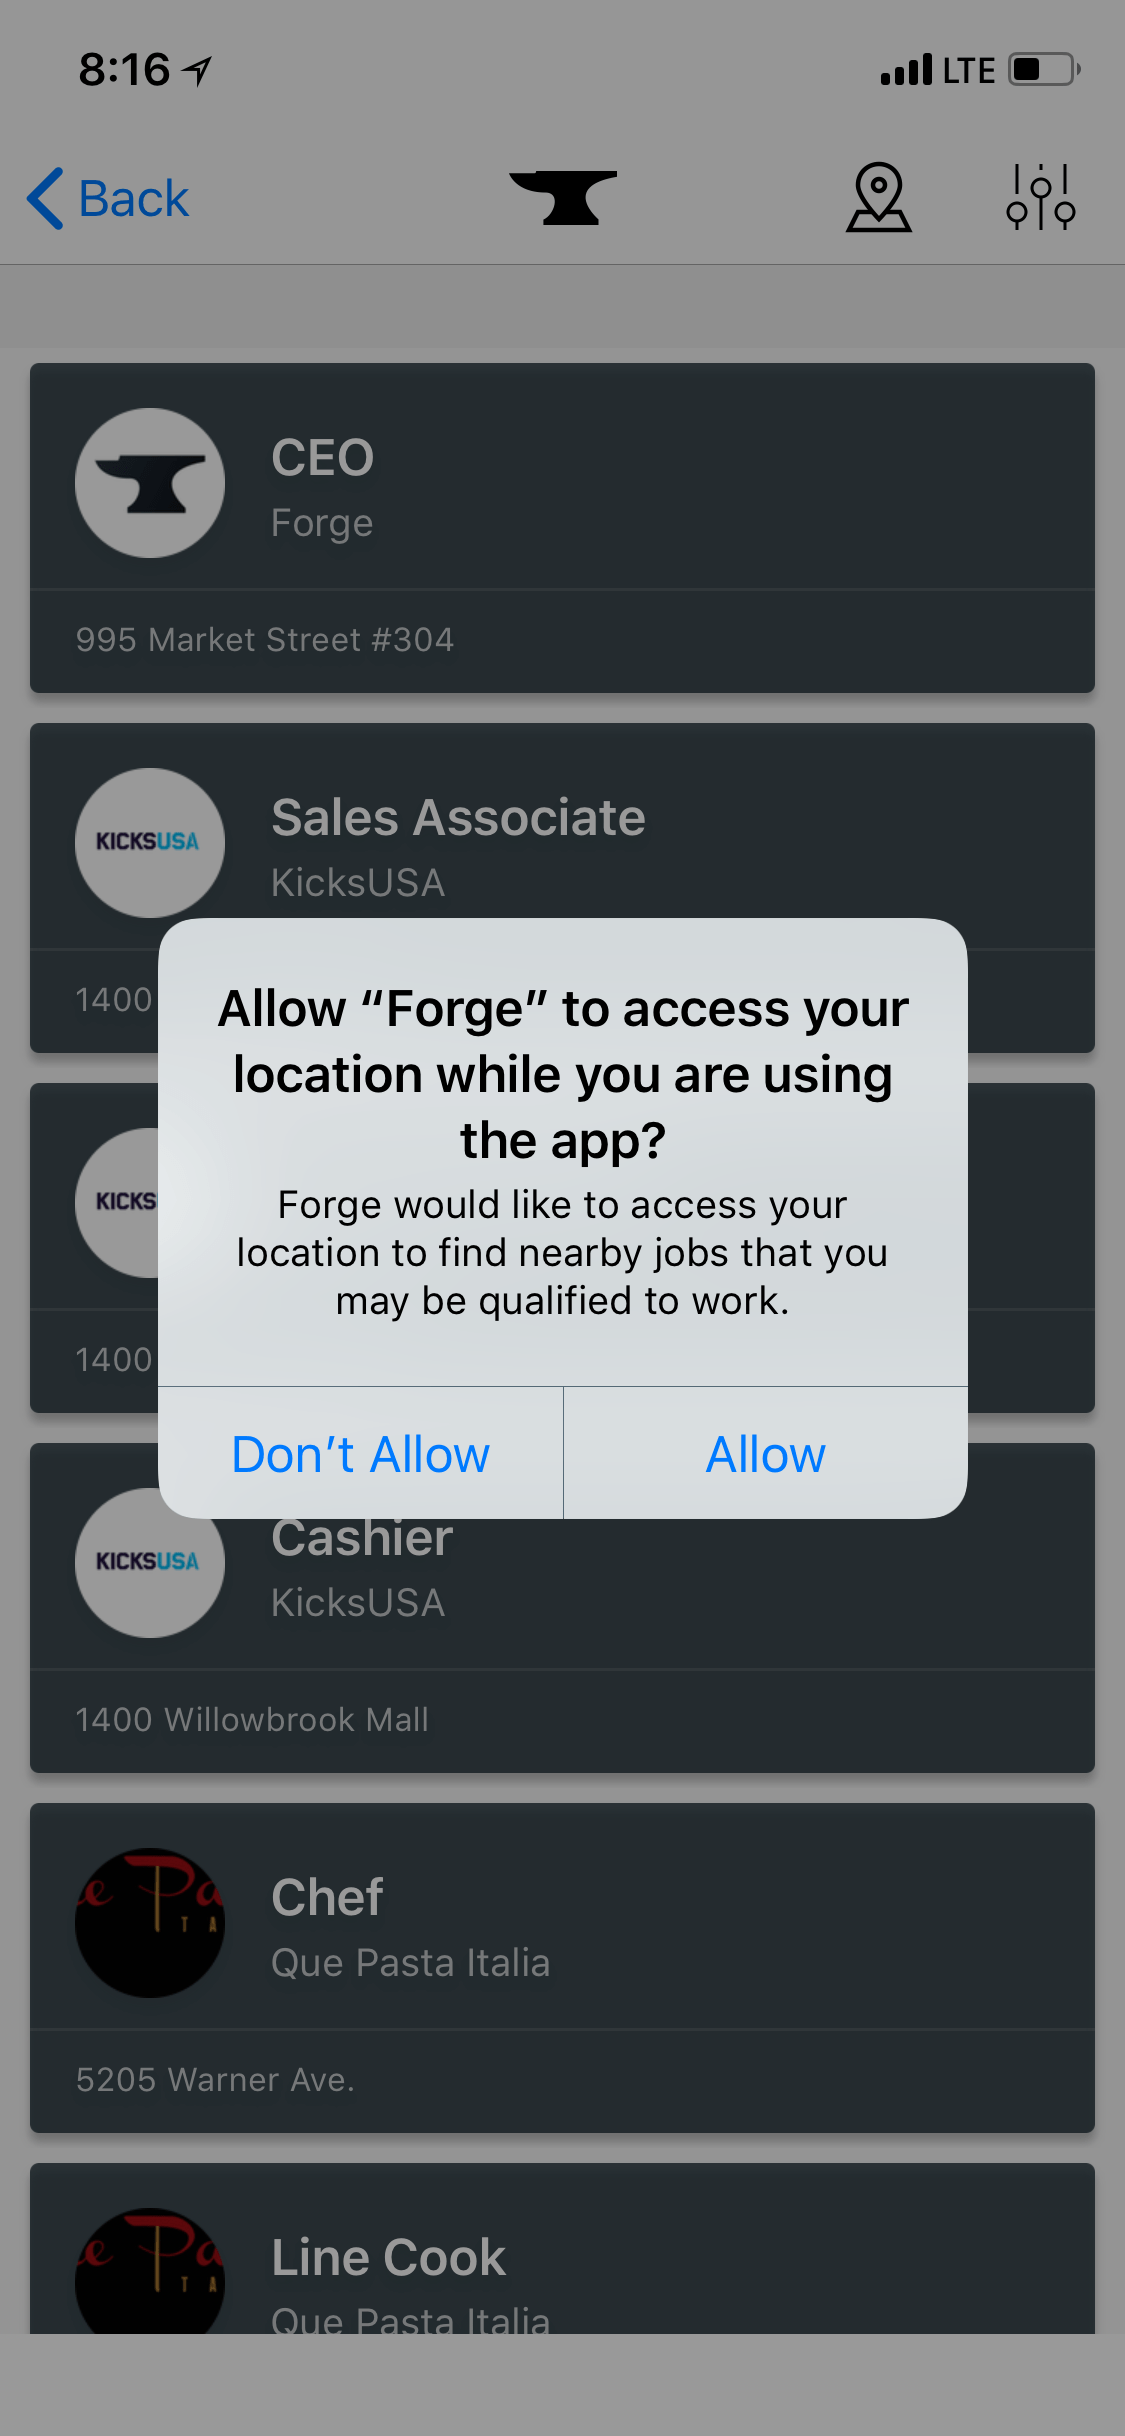 8:16
LTE
Back
CEO
Forge
995 Market Street #304
KICKSUSA
Sales Associate
KicksUSA
1400
Allow “Forge” to access your
location while you are using
the app?
Forge would like to access your
location to find nearby jobs that you
may be qualified to work.
Don’t Allow
Allow
KICKS
1400
KICKSUSA
Cashier
KicksUSA
1400 Willowbrook Mall
e Pa
T A
Chef
Que Pasta Italia
5205 Warner Ave.
e Pa
T A
Line Cook
Que Pasta Italia